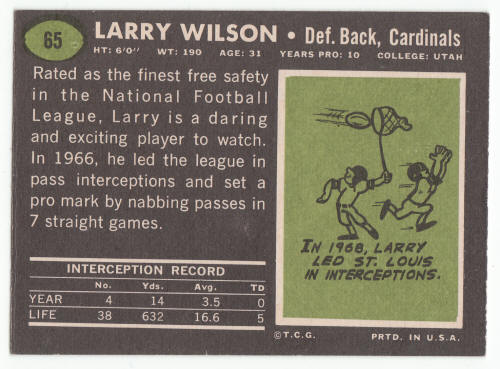 65
LARRY WILSON • Def. Back, Cardinals
HT: 6'0'' WT: 190 AGE: 31 YEARS PRO: 10 COLLEGE: UTAH
Rated as the finest free safety
in the National Football
League, Larry is a daring
and exciting player to watch.
In 1966, he led the league in
pass interceptions and set a
pro mark by nabbing passes in
7 straight games.
IN 1968, LARRY
LED ST. LOUIS
IN INTERCEPTIONS.
INTERCEPTION RECORD
No. Yds. Avg. TD
YEAR 4 14 3.5 0
LIFE 38 632 16.6 5
©T.C.G. PRTD. IN U.S.A.